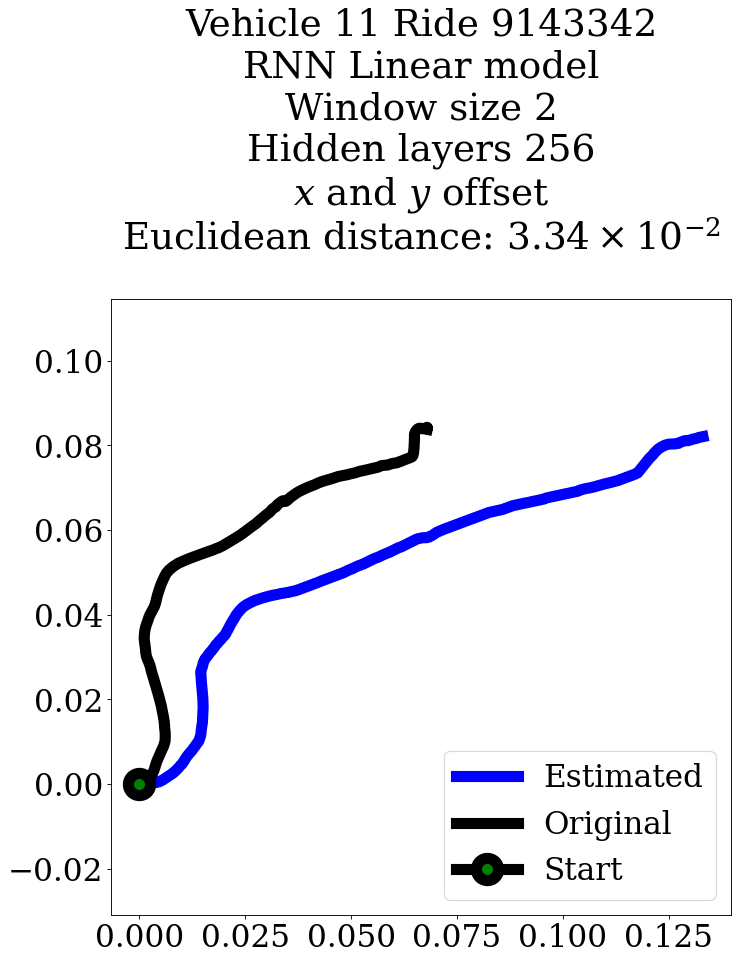 Vehicle 11 Ride 9143342
RNN Linear model
Window size 2
Hidden layers 256
x and y offset
Euclidean distance: 3.34 × 10⁻²
0.10
0.08
0.06
0.04
0.02
0.00
−0.02
Estimated
Original
Start
0.000 0.025 0.050 0.075 0.100 0.125